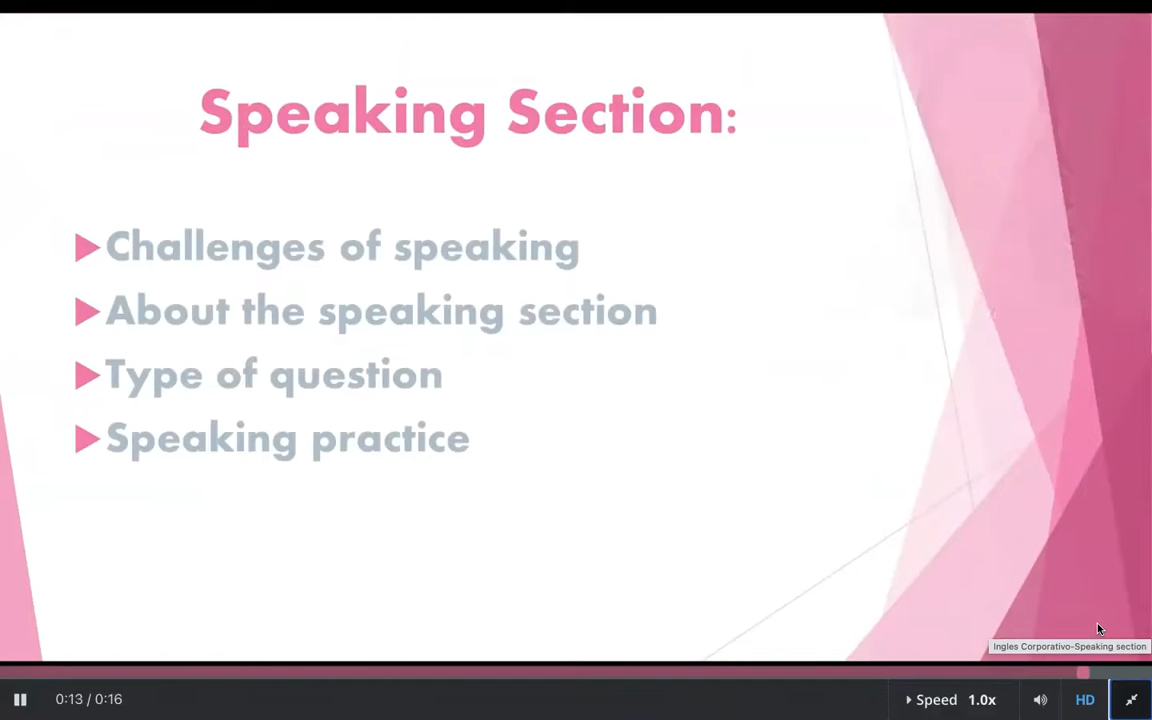 Speaking Section:
Challenges of speaking
About the speaking section
Type of question
Speaking practice
Ingles Corporativo-Speaking section
0:13 / 0:16
Speed 1.0x
HD